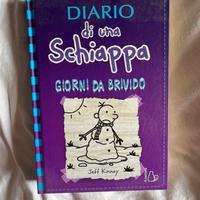 DIARIO
di una
Schiappa
GIORNI DA BRIVIDO
Jeff Kinney